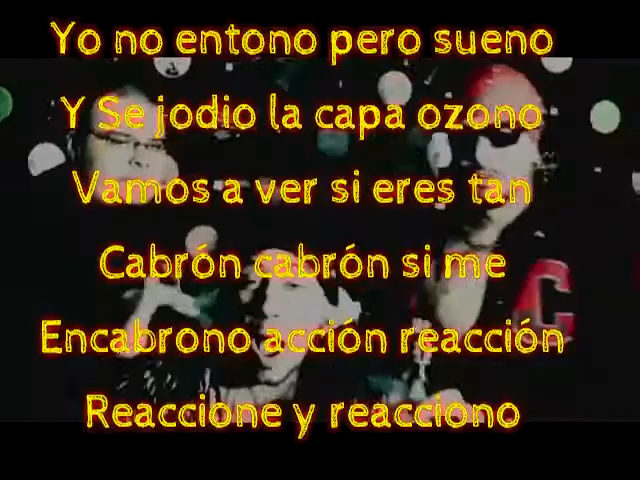 Yo no entono pero sueno
Y Se jodio la capa ozono
Vamos a ver si eres tan
Cabrón cabrón si me
Encabrono acción reacción
Reaccione y reacciono
C